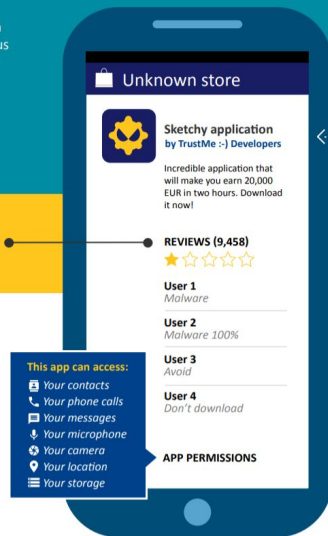 us
Unknown store
Sketchy application
by TrustMe :-) Developers
Incredible application that
will make you earn 20,000
EUR in two hours. Download
it now!
REVIEWS (9,458)
User 1
Malware
User 2
Malware 100%
User 3
Avoid
User 4
Don't download
This app can access:
Your contacts
Your phone calls
Your messages
Your microphone
Your camera
Your location
Your storage
APP PERMISSIONS